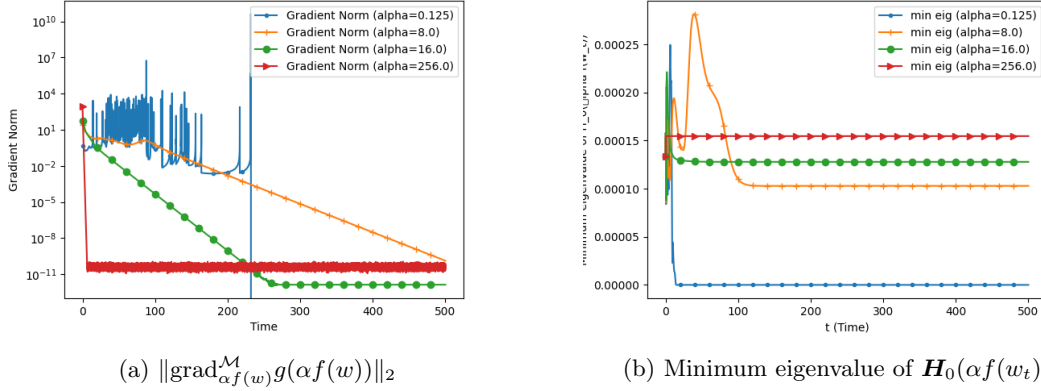 Gradient Norm (alpha=0.125)
Gradient Norm (alpha=8.0)
Gradient Norm (alpha=16.0)
Gradient Norm (alpha=256.0)
10^10
10^7
10^4
10^1
10^-2
10^-5
10^-8
10^-11
Gradient Norm
0 100 200 300 400 500
Time
(a) ∥grad^ℳ_{αf(w)} g(αf(w))∥₂
min eig (alpha=0.125)
min eig (alpha=8.0)
min eig (alpha=16.0)
min eig (alpha=256.0)
0.00025
0.00020
0.00015
0.00010
0.00005
0.00000
eigenvalue of
0 100 200 300 400 500
t (Time)
(b) Minimum eigenvalue of H₀(αf(w_t)